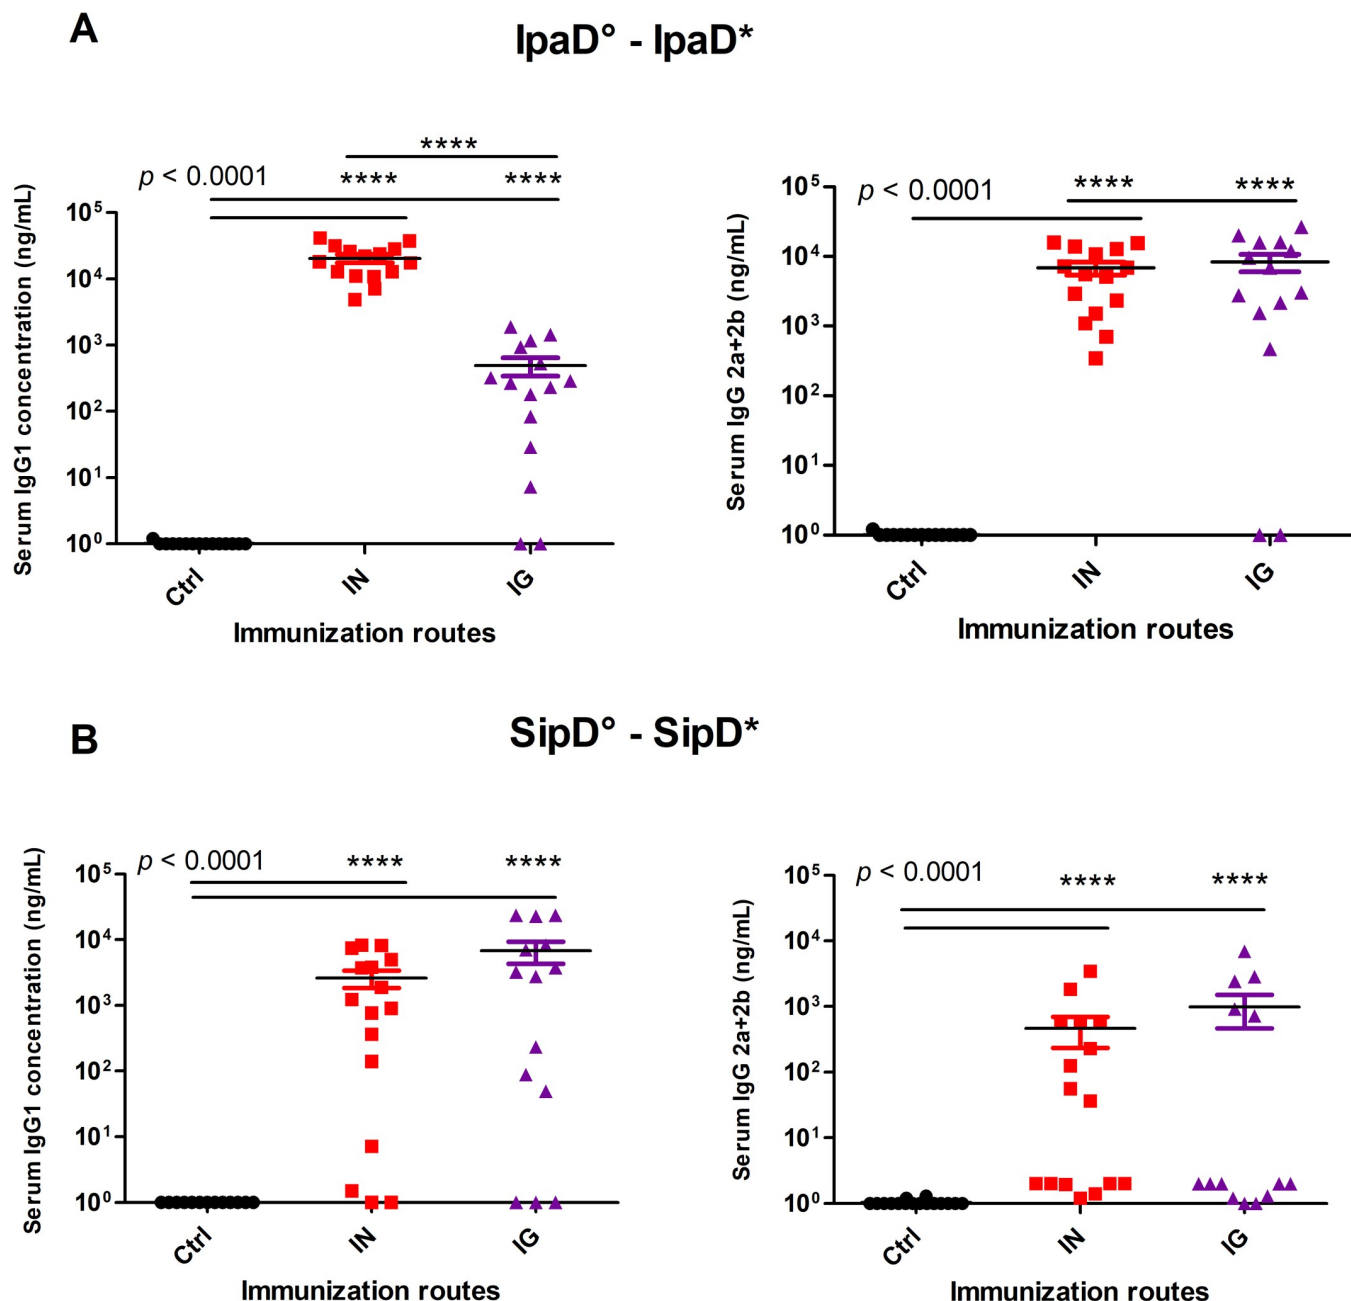 A
IpaD° - IpaD*
****
p < 0.0001
****
****
Serum IgG1 concentration (ng/mL)
10⁵
10⁴
10³
10²
10¹
10⁰
Ctrl
IN
IG
Immunization routes
p < 0.0001
****
****
Serum IgG 2a+2b (ng/mL)
10⁵
10⁴
10³
10²
10¹
10⁰
Ctrl
IN
IG
Immunization routes
B
SipD° - SipD*
p < 0.0001
****
****
Serum IgG1 concentration (ng/mL)
10⁵
10⁴
10³
10²
10¹
10⁰
Ctrl
IN
IG
Immunization routes
p < 0.0001
****
****
Serum IgG 2a+2b (ng/mL)
10⁵
10⁴
10³
10²
10¹
10⁰
Ctrl
IN
IG
Immunization routes